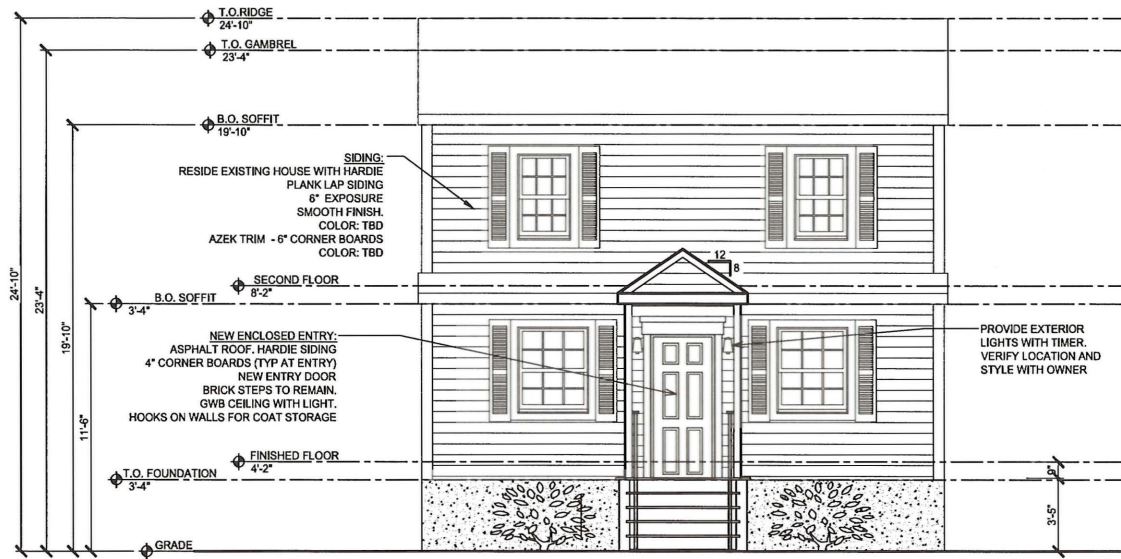 T.O.RIDGE
24'-10"
T.O. GAMBREL
23'-4"
B.O. SOFFIT
19'-10"
SIDING:
RESIDE EXISTING HOUSE WITH HARDIE
PLANK LAP SIDING
6" EXPOSURE
SMOOTH FINISH.
COLOR: TBD
AZEK TRIM - 6" CORNER BOARDS
COLOR: TBD
12
8
SECOND FLOOR
8'-2"
B.O. SOFFIT
3'-4"
NEW ENCLOSED ENTRY:
ASPHALT ROOF. HARDIE SIDING
4" CORNER BOARDS (TYP AT ENTRY)
NEW ENTRY DOOR
BRICK STEPS TO REMAIN.
GWB CEILING WITH LIGHT.
HOOKS ON WALLS FOR COAT STORAGE
PROVIDE EXTERIOR
LIGHTS WITH TIMER.
VERIFY LOCATION AND
STYLE WITH OWNER
FINISHED FLOOR
4'-2"
T.O. FOUNDATION
3'-4"
GRADE
24'-10"
23'-4"
19'-10"
11'-6"
9"
3'-5"